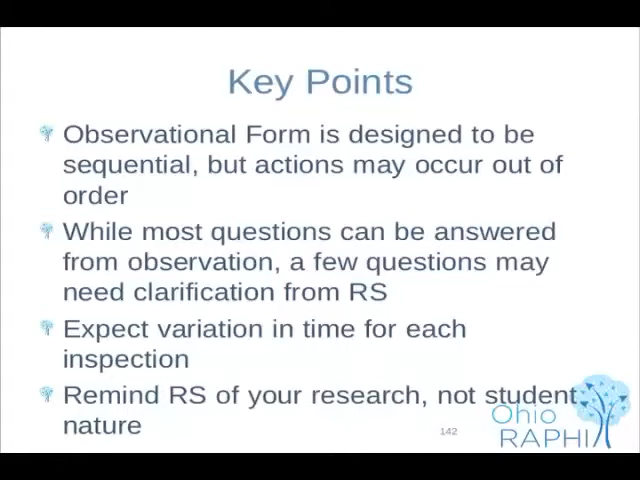 Key Points
Observational Form is designed to be
sequential, but actions may occur out of
order
While most questions can be answered
from observation, a few questions may
need clarification from RS
Expect variation in time for each
inspection
Remind RS of your research, not student
nature
142
Ohio
RAPHI